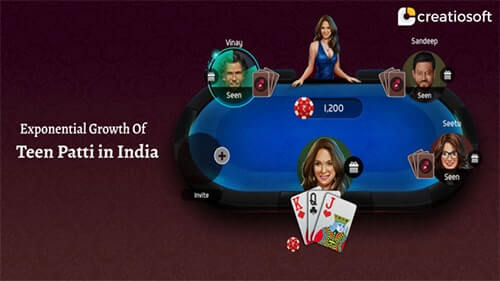 creatiosoft
Vinay
Sandeep
Seen
Seen
1,200
Exponential Growth Of
Teen Patti in India
Seetu
Seen
Invite
K
Q
J